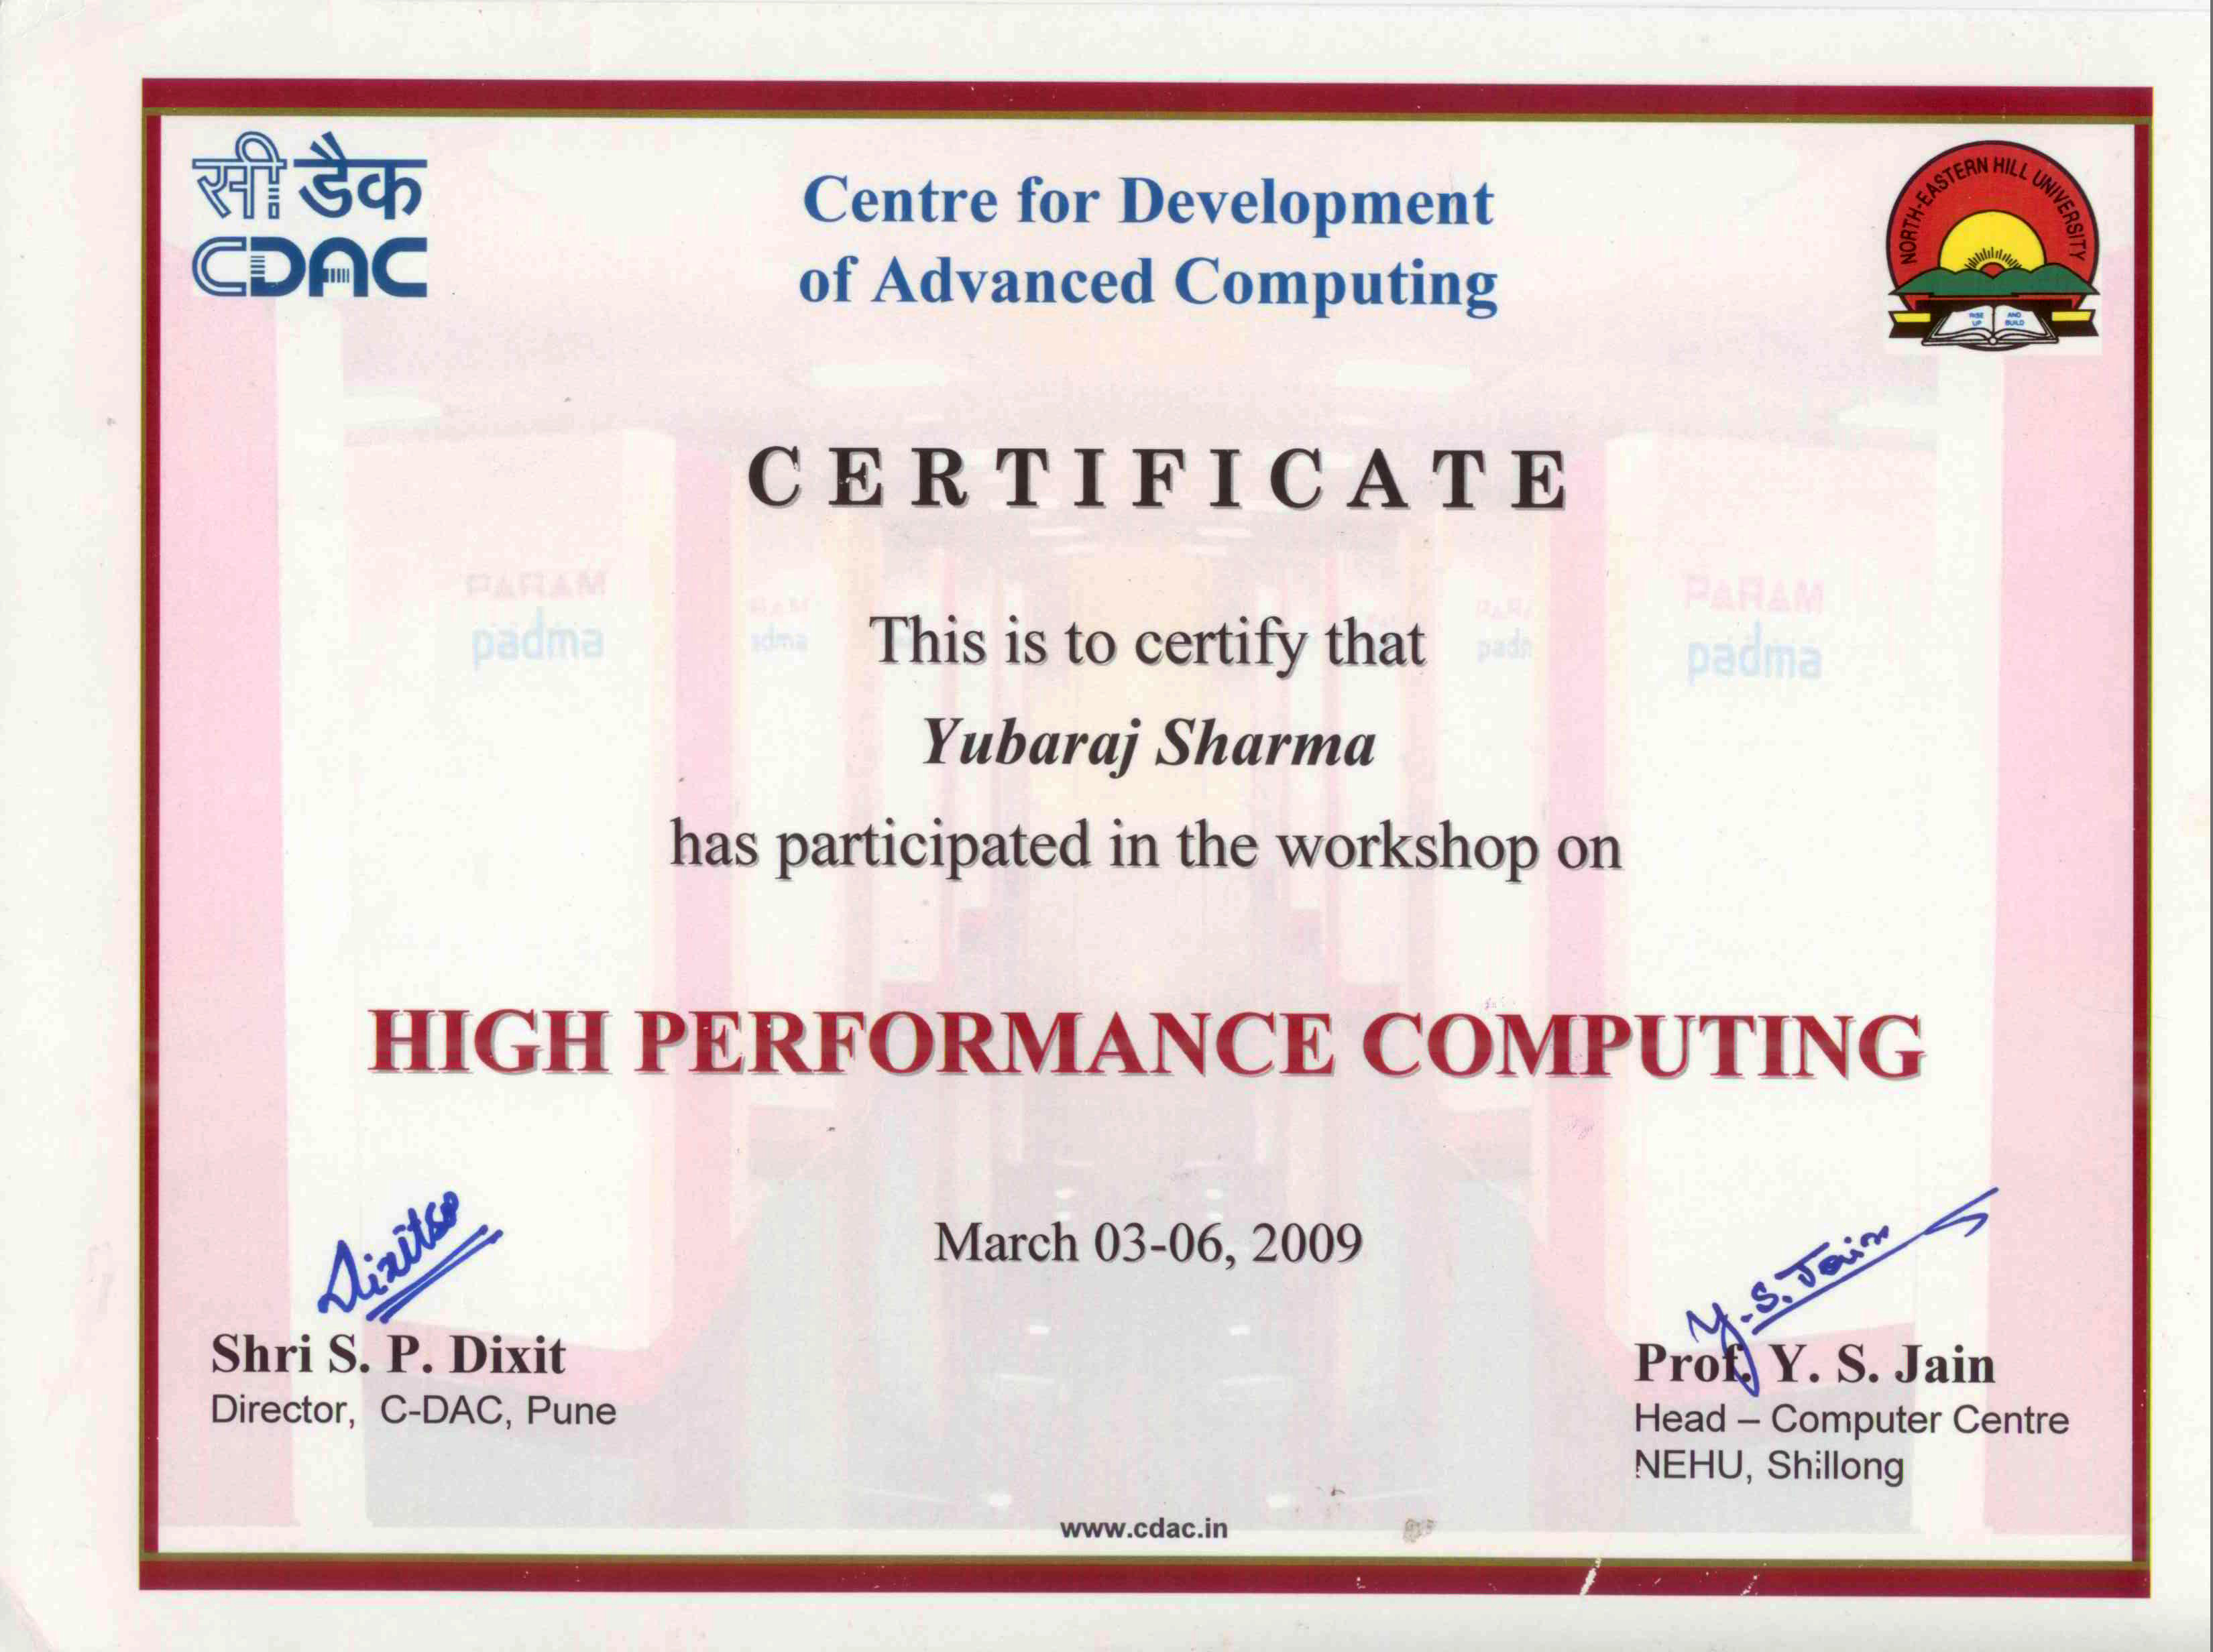 सी डैक
CDAC
Centre for Development
of Advanced Computing
NORTH-EASTERN HILL UNIVERSITY
RISE UP AND BUILD
CERTIFICATE
PARAM
padma
PARAM
padma
This is to certify that
Yubaraj Sharma
has participated in the workshop on
HIGH PERFORMANCE COMPUTING
March 03-06, 2009
Dixitsp
Y. S. Jain
Shri S. P. Dixit
Director, C-DAC, Pune
Prof. Y. S. Jain
Head – Computer Centre
NEHU, Shillong
www.cdac.in